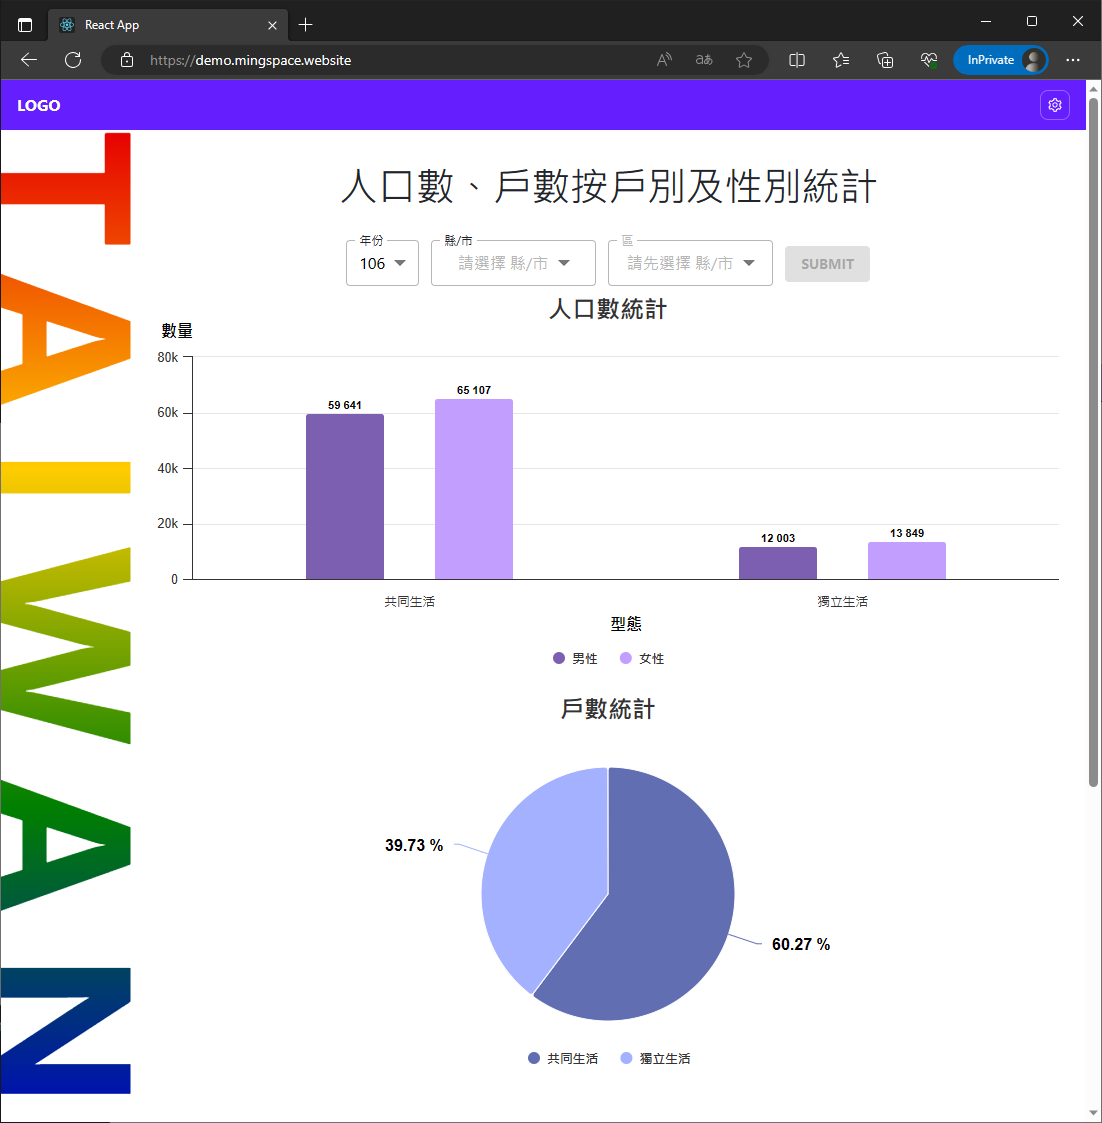 React App
https://demo.mingspace.website
InPrivate
LOGO
TAIWAN
人口數、戶數按戶別及性別統計
年份
106
縣/市
請選擇 縣/市
區
請先選擇 縣/市
SUBMIT
人口數統計
數量
80k
60k
40k
20k
0
59 641
65 107
12 003
13 849
共同生活
獨立生活
型態
男性
女性
戶數統計
39.73 %
60.27 %
共同生活
獨立生活